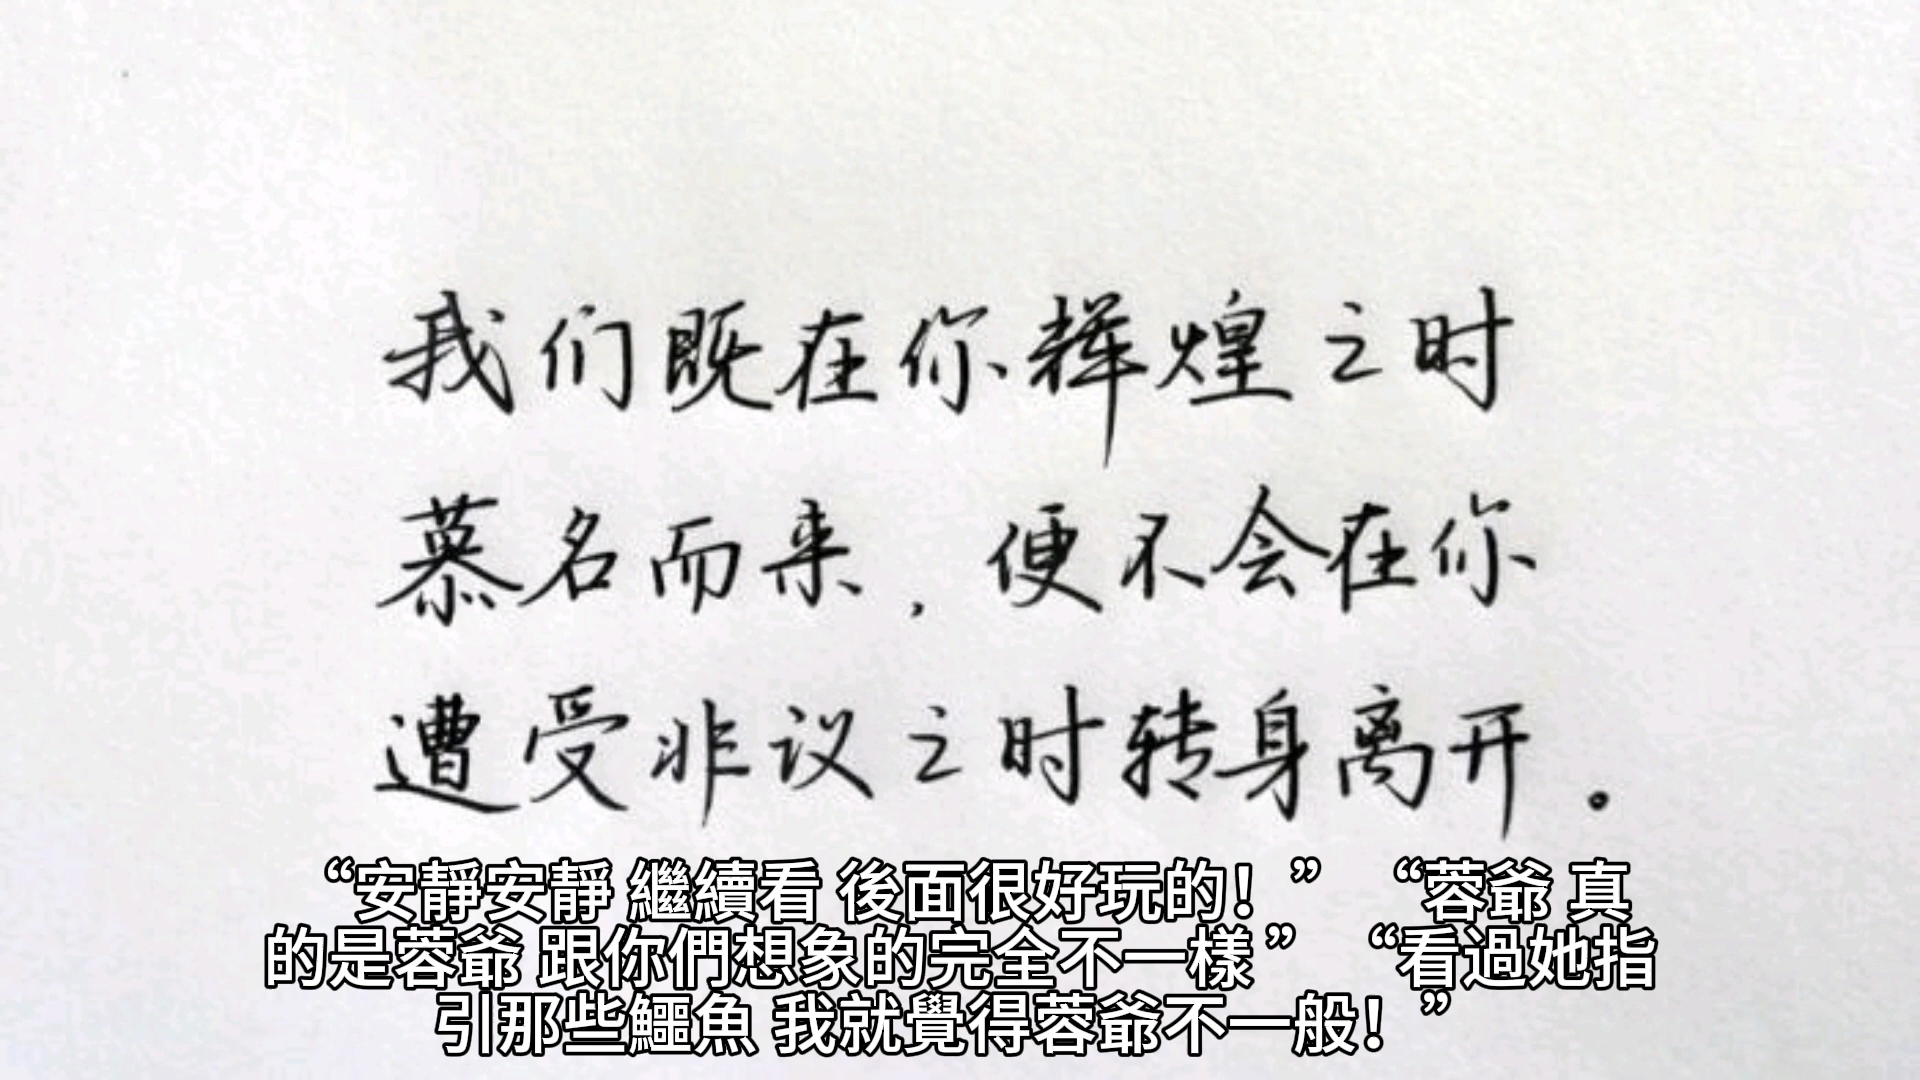 我们既在你辉煌之时
慕名而来，便不会在你
遭受非议之时转身离开。
“安靜安靜 繼續看 後面很好玩的！” “蓉爺 真
的是蓉爺 跟你們想象的完全不一樣 ” “看過她指
引那些鱷魚 我就覺得蓉爺不一般！”